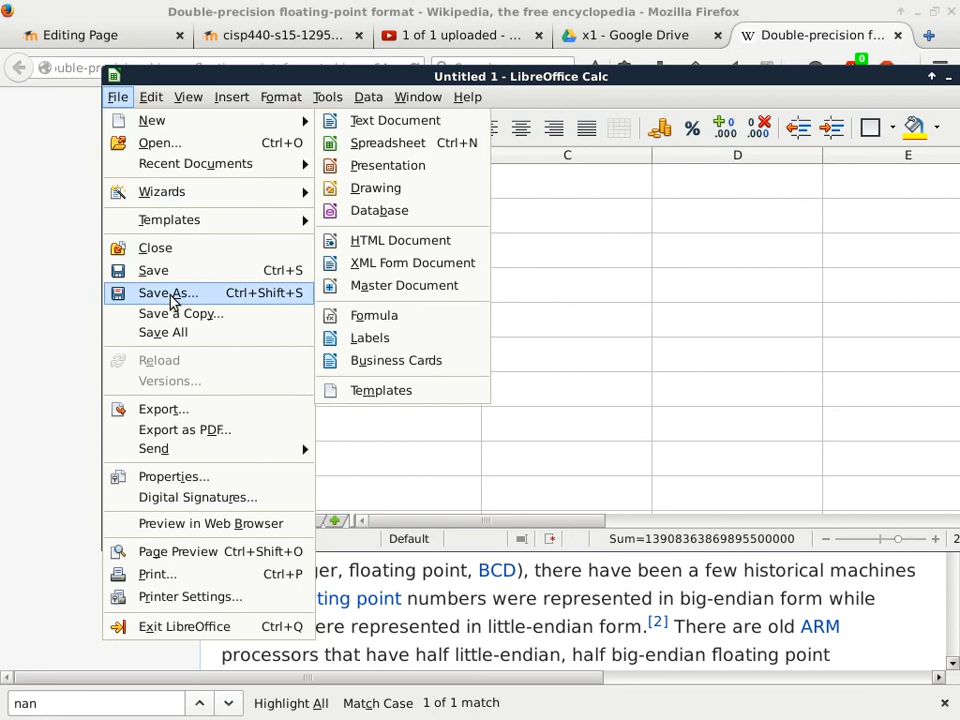 Double-precision floating-point format - Wikipedia, the free encyclopedia - Mozilla Firefox
Editing Page
cisp440-s15-1295...
1 of 1 uploaded - ...
x1 - Google Drive
W Double-precision f...
0
Untitled 1 - LibreOffice Calc
File Edit View Insert Format Tools Data Window Help
New
Open... Ctrl+O
Recent Documents
Wizards
Templates
Close
Save Ctrl+S
Save As... Ctrl+Shift+S
Save a Copy...
Save All
Reload
Versions...
Export...
Export as PDF...
Send
Properties...
Digital Signatures...
Preview in Web Browser
Page Preview Ctrl+Shift+O
Print... Ctrl+P
Printer Settings...
Exit LibreOffice Ctrl+Q
Text Document
Spreadsheet Ctrl+N
Presentation
Drawing
Database
HTML Document
XML Form Document
Master Document
Formula
Labels
Business Cards
Templates
% .000 .000
C D E
Default Sum=13908363869895500000 2
ger, floating point, BCD), there have been a few historical machines
ting point numbers were represented in big-endian form while
ere represented in little-endian form.[2] There are old ARM
processors that have half little-endian, half big-endian floating point
nan Highlight All Match Case 1 of 1 match